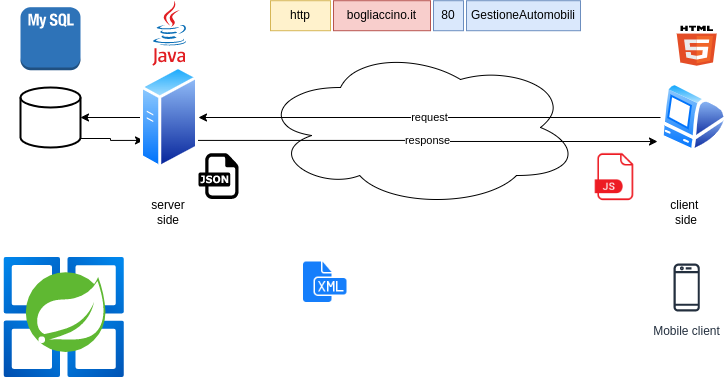 http
bogliaccino.it
80
GestioneAutomobili
My SQL
Java
HTML
5
request
response
JSON
JS
server
side
client
side
XML
Mobile client